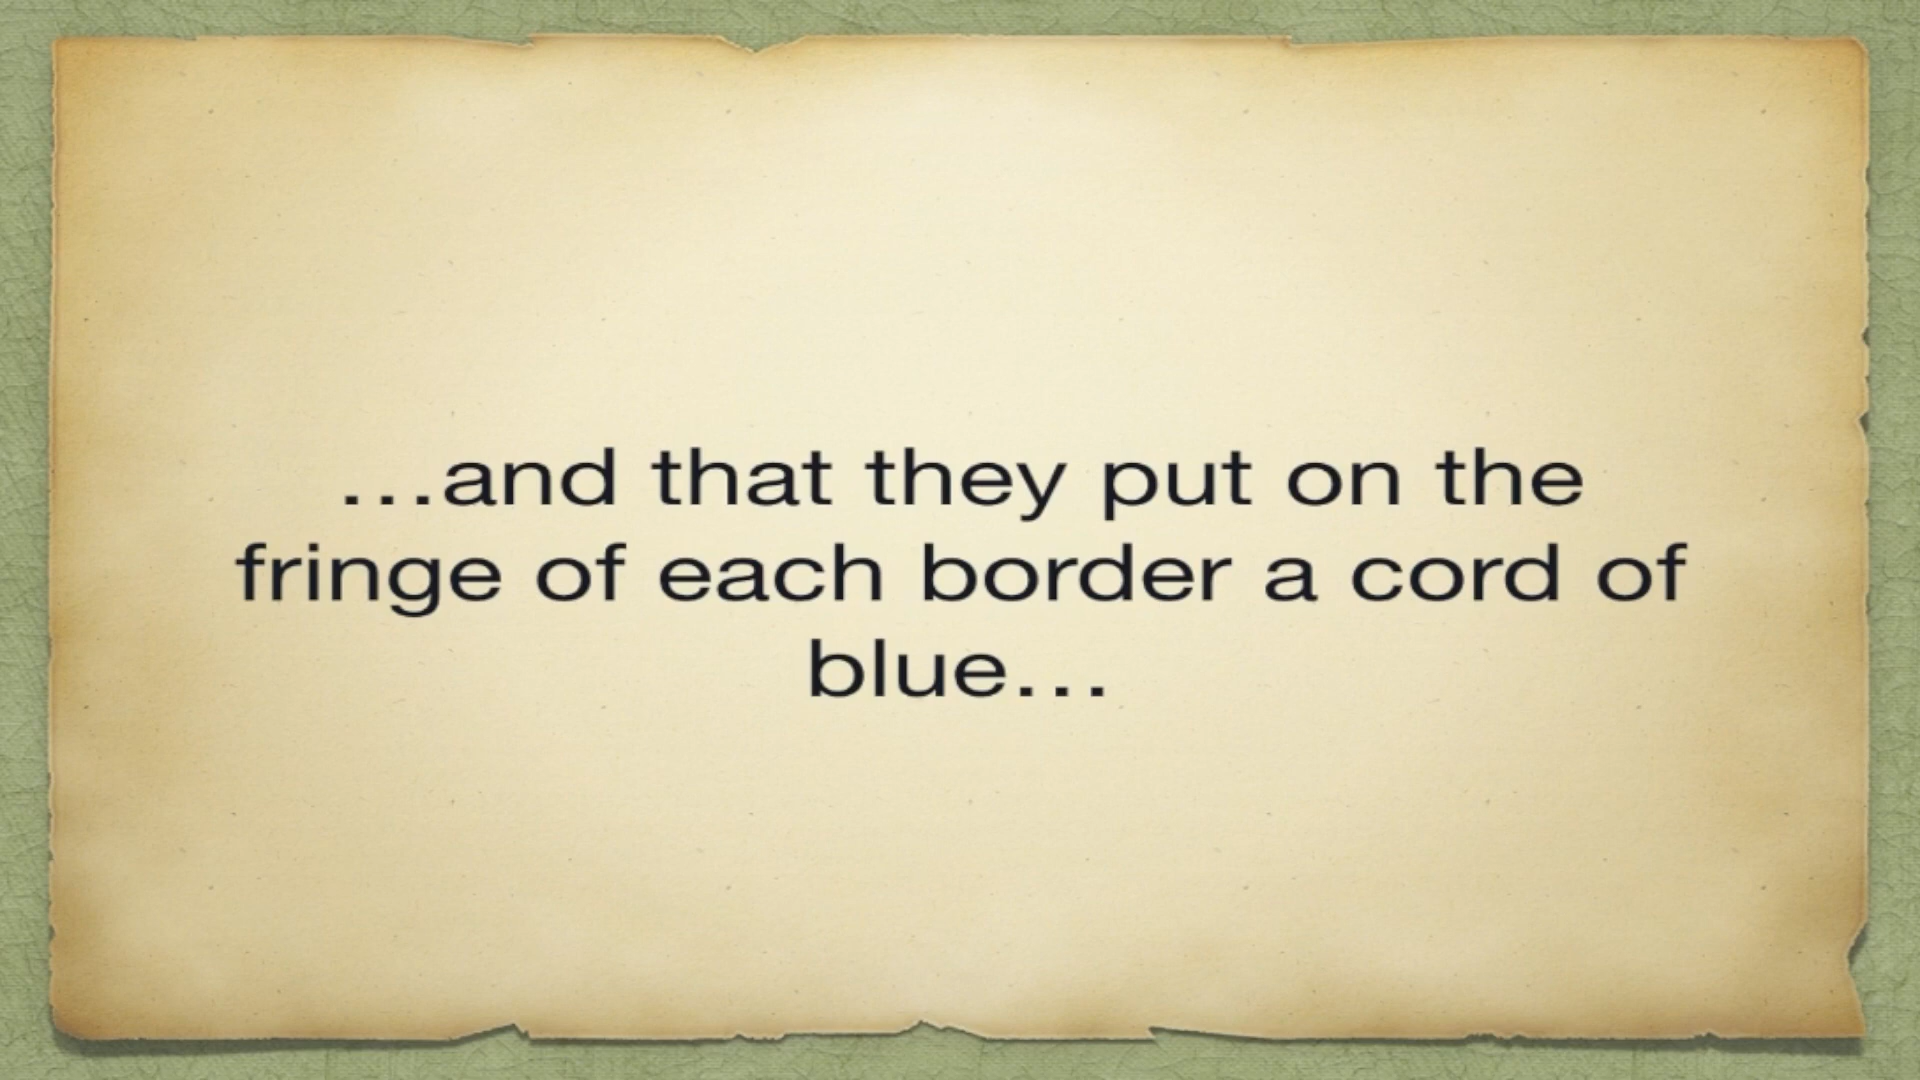 …and that they put on the
fringe of each border a cord of
blue…